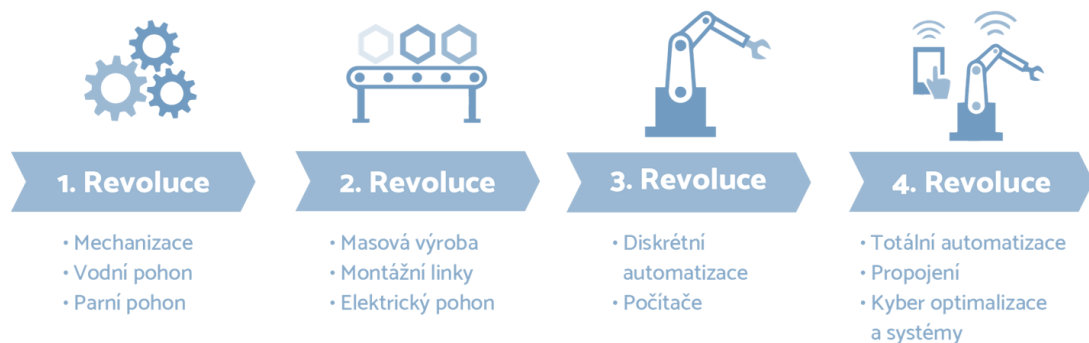 1. Revoluce
• Mechanizace
• Vodní pohon
• Parní pohon
2. Revoluce
• Masová výroba
• Montážní linky
• Elektrický pohon
3. Revoluce
• Diskrétní
automatizace
• Počítače
4. Revoluce
• Totální automatizace
• Propojení
• Kyber optimalizace
a systémy